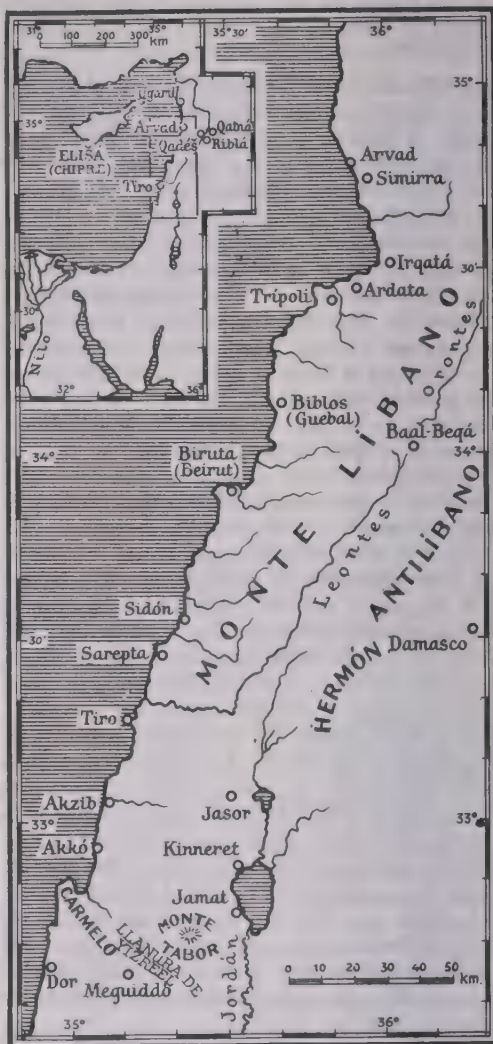 31°
35°
35° 30'
36°
0 100 200 300
km
35°
Ugarit
35°
Arvad
Qatná
Qadés
Riblá
ELIŠA
(CHIPRE)
Tiro
30°
Nilo
32°
36°
Arvad
Simirra
30'
Irqatá
Ardata
Trípoli
MONTE LÍBANO
Orontes
Biblos
(Guebal)
Baal-Beqá
34°
34°
Biruta
(Beirut)
Leontes
HERMÓN ANTILÍBANO
Sidón
30'
Damasco
Sarepta
Tiro
Akzib
Jasor
33°
33°
Akkó
Kinneret
Jamat
CARMELO
LLANURA DE
YIZREEL
MONTE
TABOR
Jordán
Dor
Meguiddó
0 10 20 30 40 50
km.
35°
36°